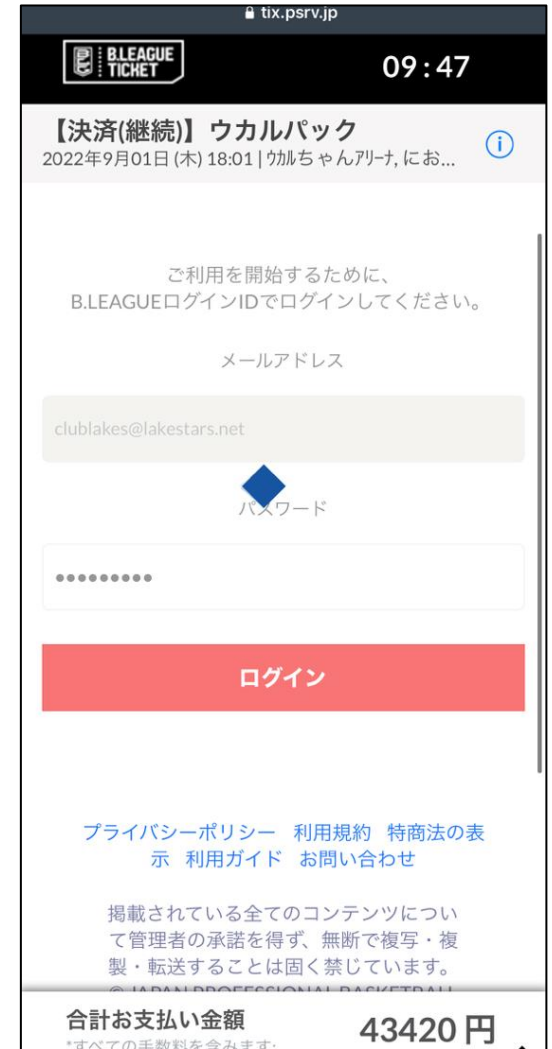 tix.psrv.jp
B.LEAGUE
TICKET
09:47
【決済(継続)】ウカルパック
2022年9月01日 (木) 18:01 | ウカルちゃんアリーナ, にお...
ご利用を開始するために、
B.LEAGUEログインIDでログインしてください。
メールアドレス
clublakes@lakestars.net
パスワード
•••••••••
ログイン
プライバシーポリシー 利用規約 特商法の表
示 利用ガイド お問い合わせ
掲載されている全てのコンテンツについ
て管理者の承諾を得ず、無断で複写・複
製・転送することは固く禁じています。
© JAPAN PROFESSIONAL BASKETBALL
合計お支払い金額
43420 円
*すべての手数料を含みます: